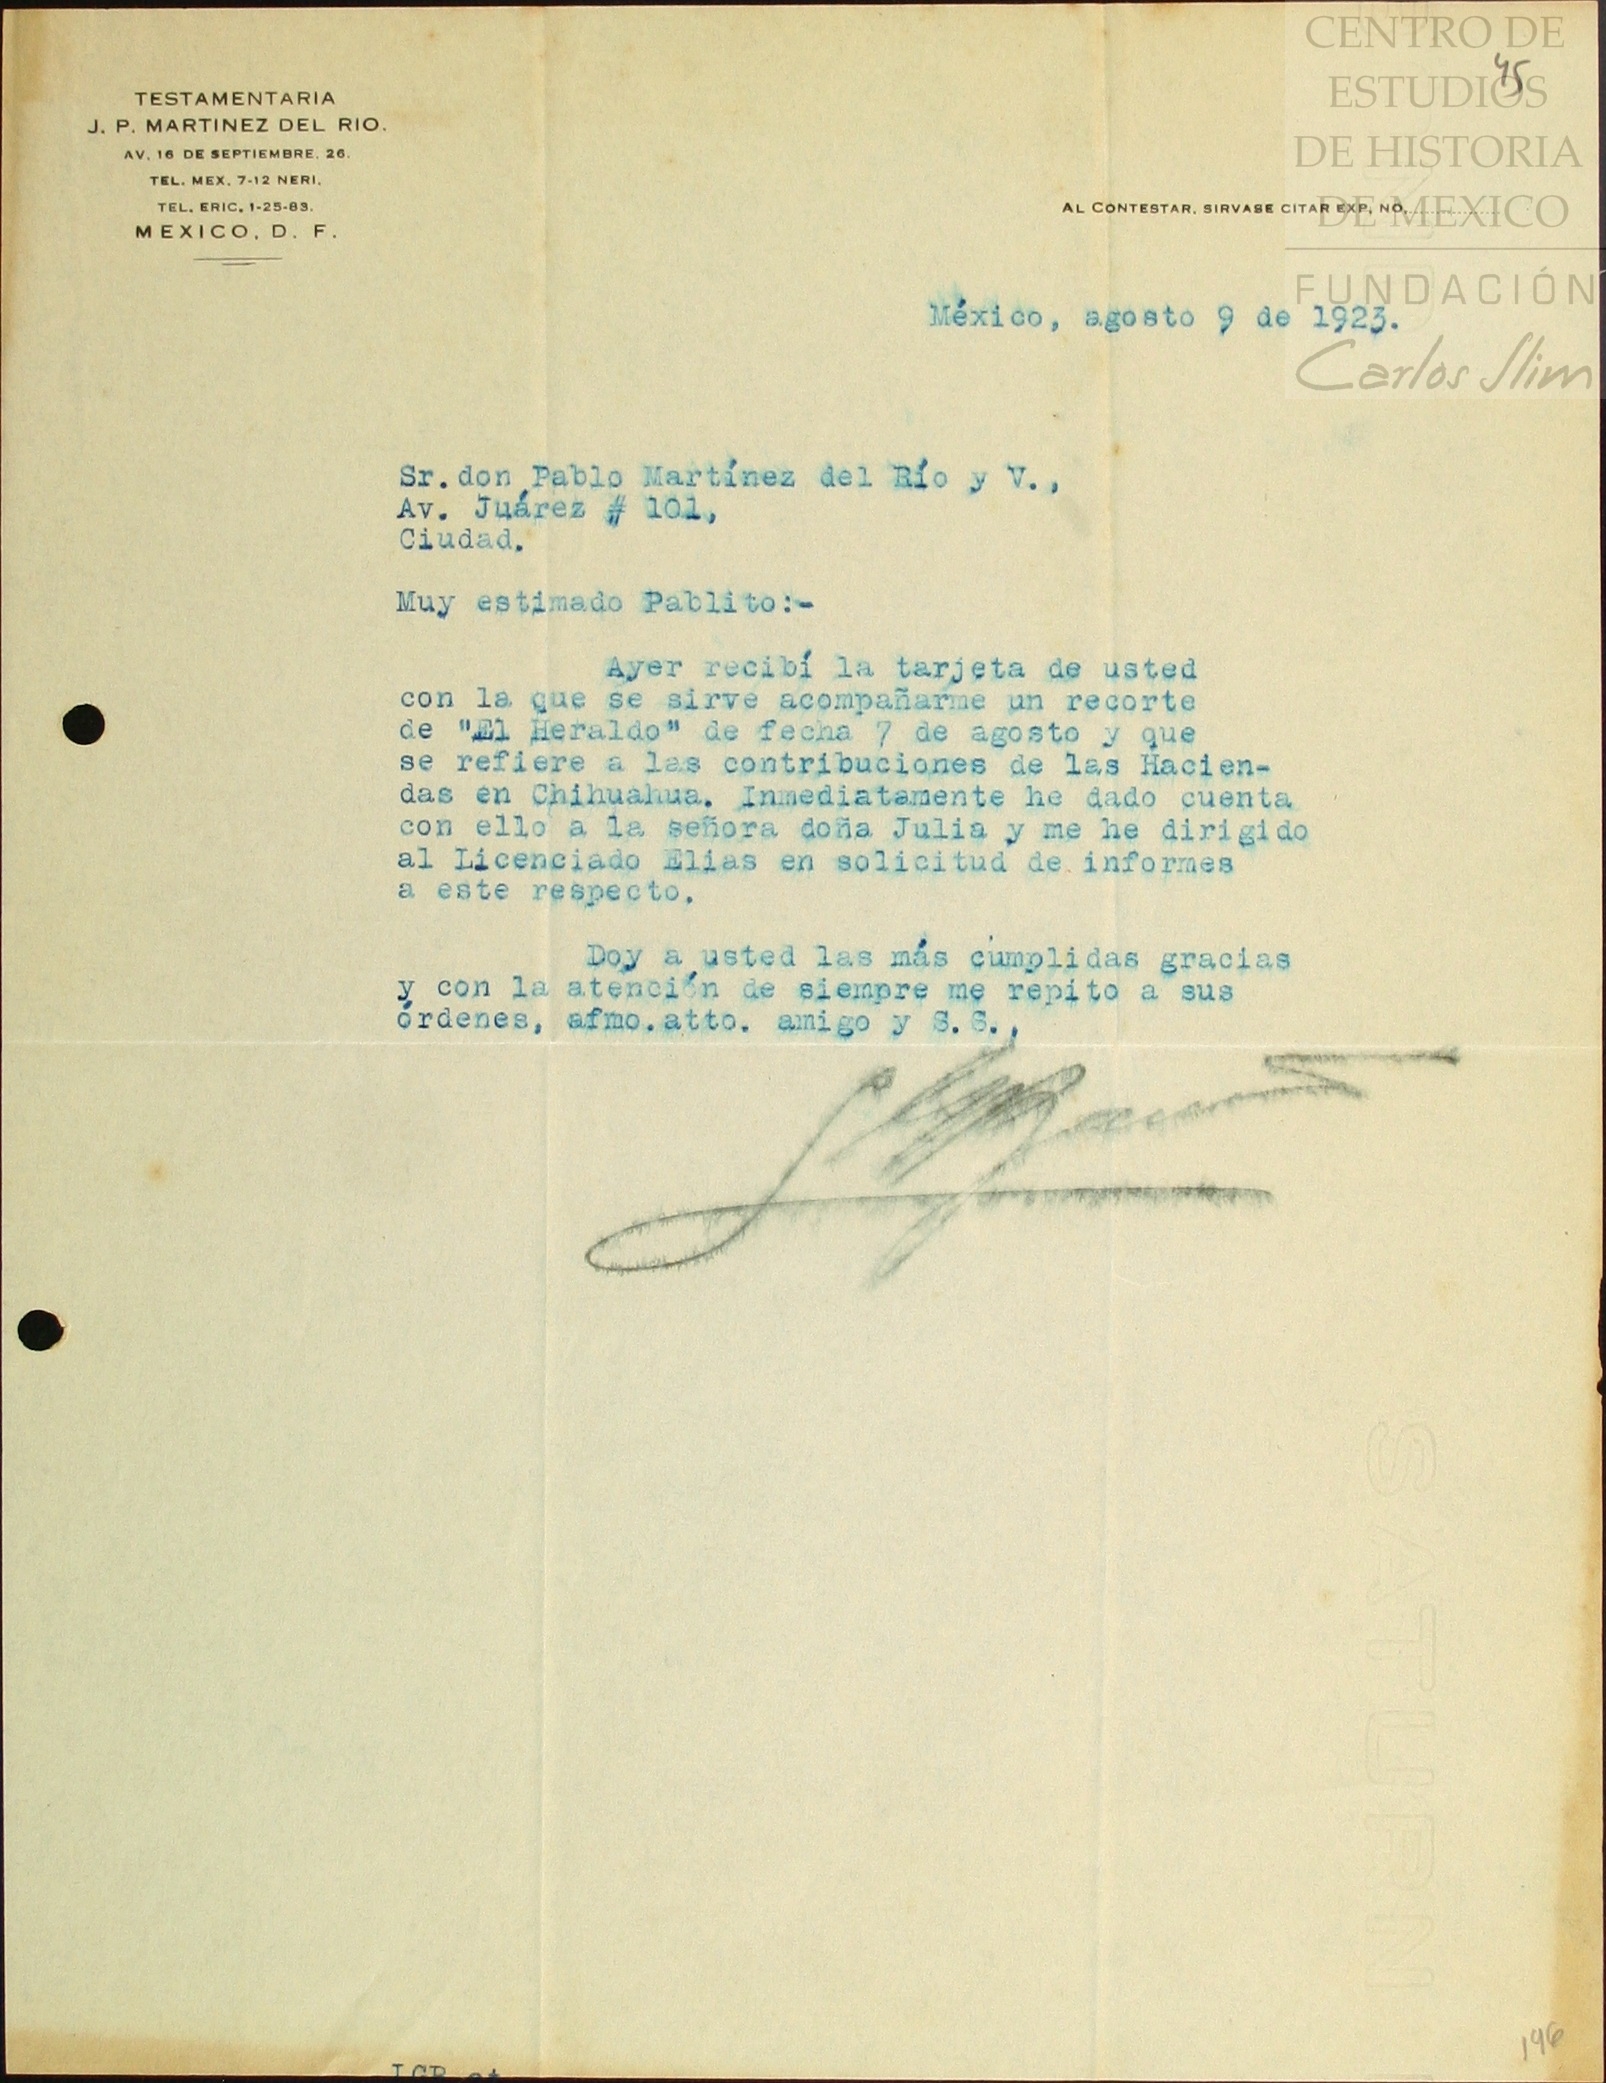 CENTRO DE
ESTUDIOS
DE HISTORIA
DE MEXICO
FUNDACIÓN
Carlos Slim
45
TESTAMENTARIA
J. P. MARTINEZ DEL RIO.
AV. 16 DE SEPTIEMBRE. 26.
TEL. MEX. 7-12 NERI.
TEL. ERIC. 1-25-83.
MEXICO, D. F.
AL CONTESTAR, SIRVASE CITAR EXP. NO.
México, agosto 9 de 1923.
Sr. don Pablo Martínez del Río y V.,
Av. Juárez # 101,
Ciudad.
Muy estimado Pablito:-
Ayer recibí la tarjeta de usted
con la que se sirve acompañarme un recorte
de "El Heraldo" de fecha 7 de agosto y que
se refiere a las contribuciones de las Hacien-
das en Chihuahua. Inmediatamente he dado cuenta
con ello a la señora doña Julia y me he dirigido
al Licenciado Elias en solicitud de informes
a este respecto.
Doy a usted las más cumplidas gracias
y con la atención de siempre me repito a sus
órdenes, afmo.atto. amigo y S.S.,
196